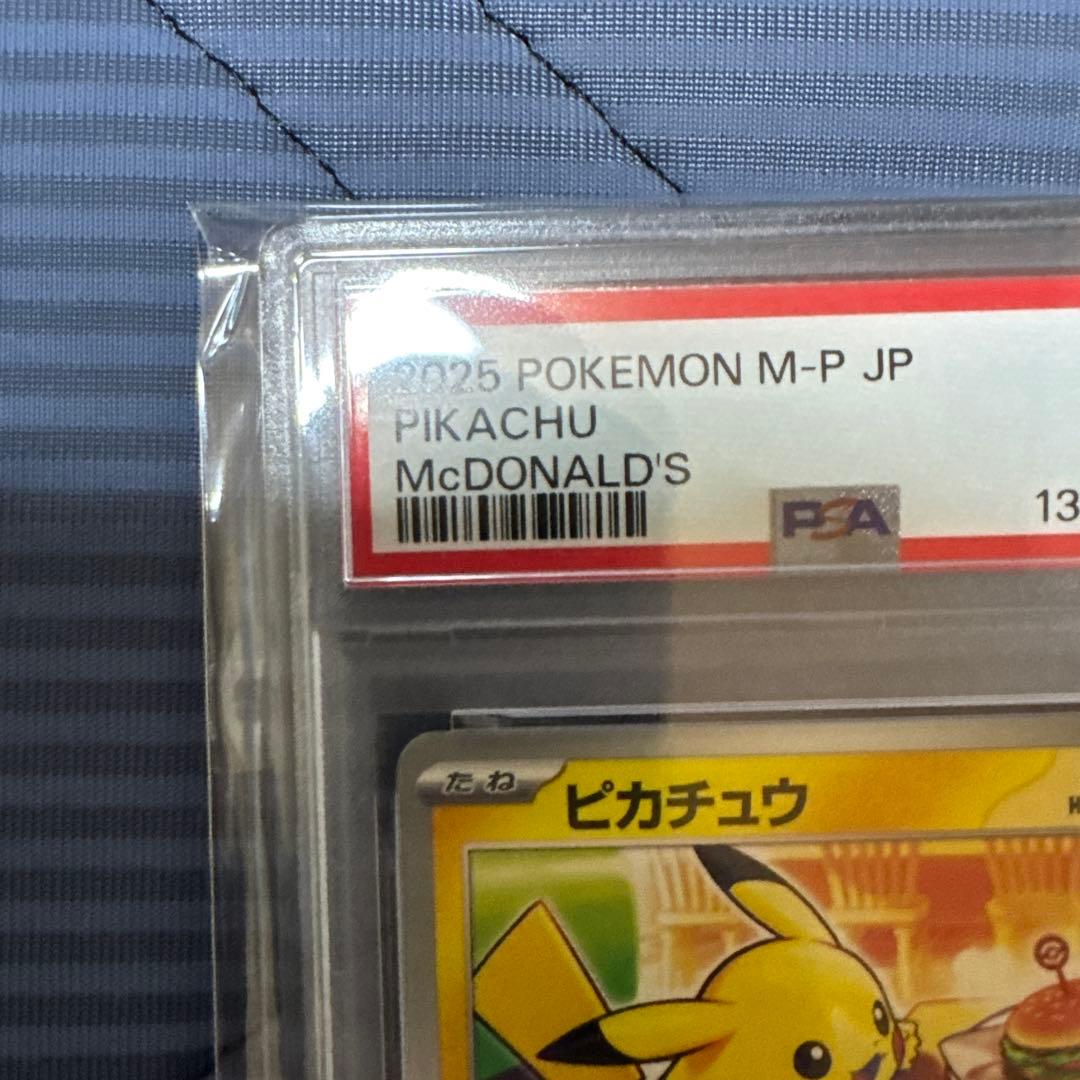 2025 POKEMON M-P JP
PIKACHU
McDONALD'S
PSA
13
たね
ピカチュウ
H